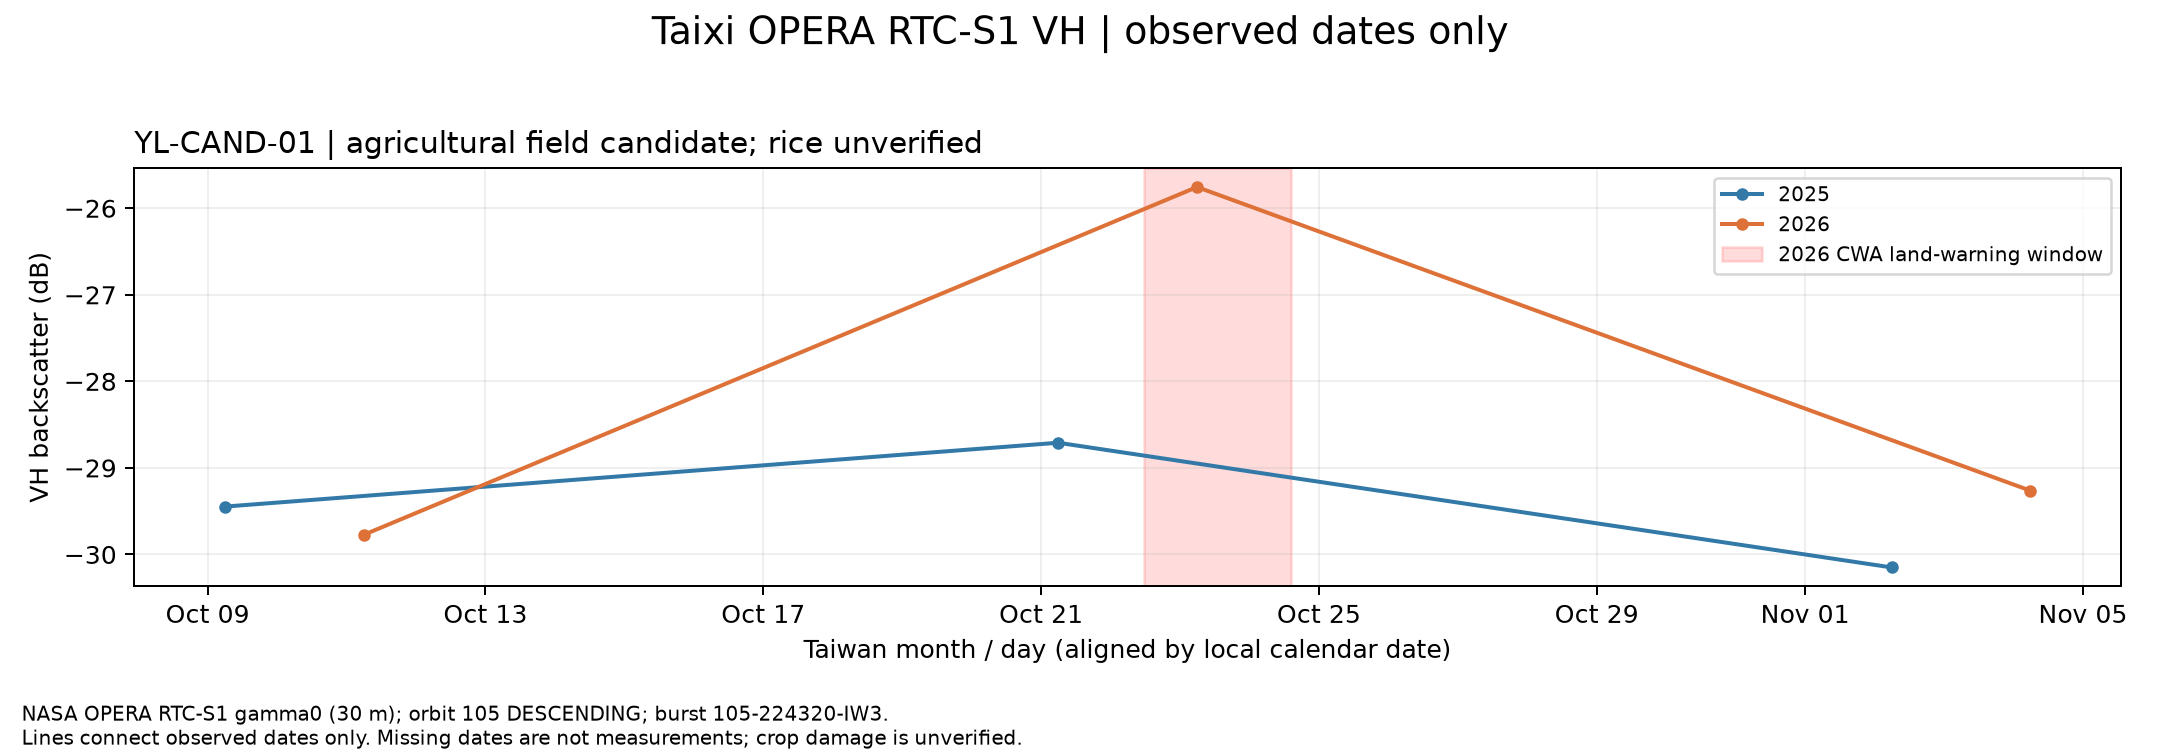 Taixi OPERA RTC-S1 VH | observed dates only
YL-CAND-01 | agricultural field candidate; rice unverified
VH backscatter (dB)
−26
−27
−28
−29
−30
2025
2026
2026 CWA land-warning window
Oct 09
Oct 13
Oct 17
Oct 21
Oct 25
Oct 29
Nov 01
Nov 05
Taiwan month / day (aligned by local calendar date)
NASA OPERA RTC-S1 gamma0 (30 m); orbit 105 DESCENDING; burst 105-224320-IW3.
Lines connect observed dates only. Missing dates are not measurements; crop damage is unverified.